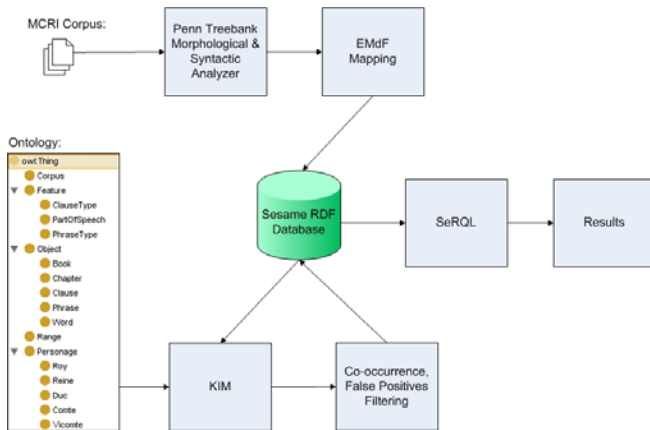 MCRI Corpus:
Penn Treebank
Morphological &
Syntactic
Analyzer
EMdF
Mapping
Ontology:
owl:Thing
Corpus
Feature
ClauseType
PartOfSpeech
PhraseType
Object
Book
Chapter
Clause
Phrase
Word
Range
Personage
Roy
Reine
Duc
Comte
Vicomte
Sesame RDF
Database
SeRQL
Results
KIM
Co-occurrence,
False Positives
Filtering